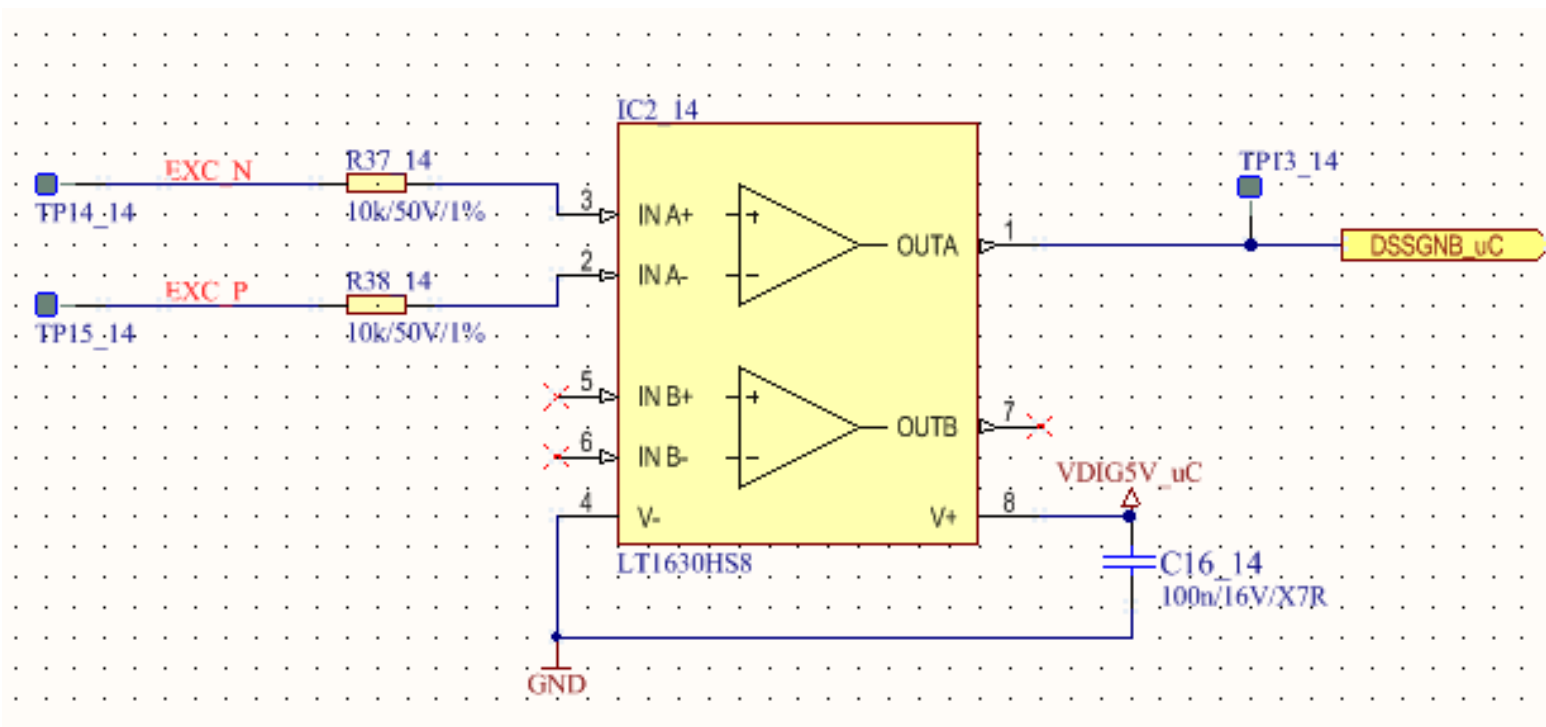 IC2_14
EXC_N
R37_14
TP14_14
10k/50V/1%
3
IN A+
+
OUTA
1
TP13_14
DSSGNB_uC
EXC_P
R38_14
TP15_14
10k/50V/1%
2
IN A-
-
5
IN B+
+
OUTB
7
6
IN B-
-
4
V-
V+
8
VDIG5V_uC
LT1630HS8
C16_14
100n/16V/X7R
GND